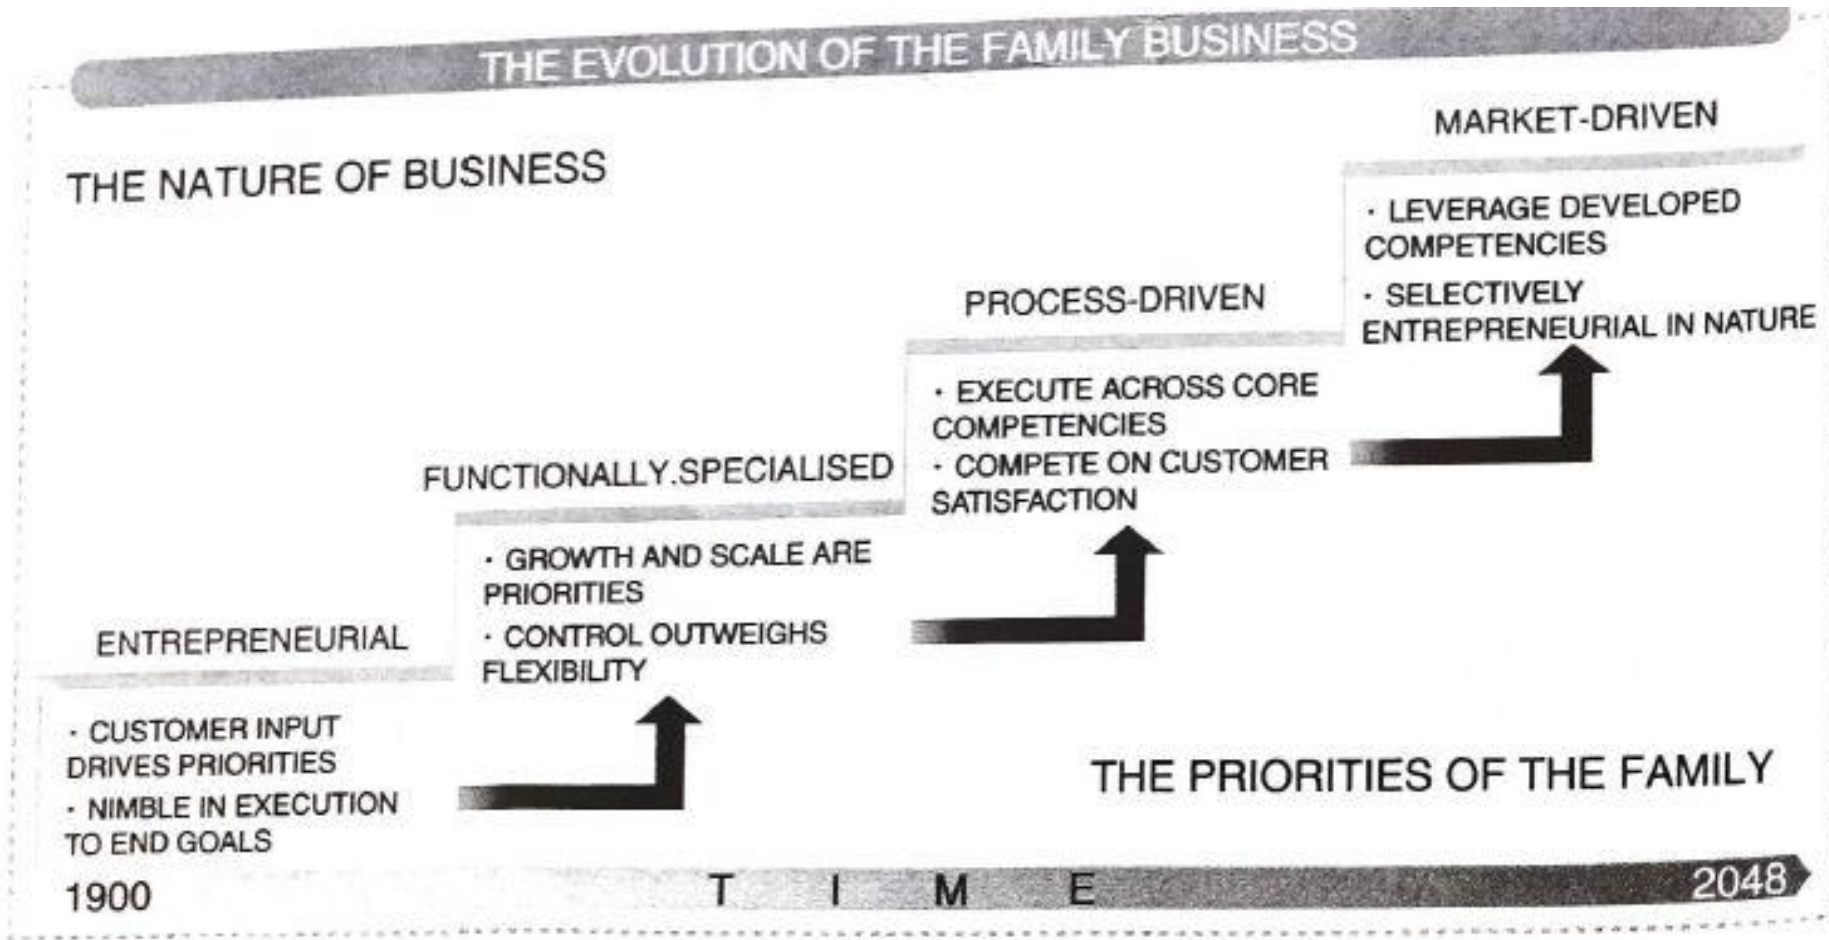 THE EVOLUTION OF THE FAMILY BUSINESS
THE NATURE OF BUSINESS
MARKET-DRIVEN
· LEVERAGE DEVELOPED
COMPETENCIES
· SELECTIVELY
ENTREPRENEURIAL IN NATURE
PROCESS-DRIVEN
· EXECUTE ACROSS CORE
COMPETENCIES
· COMPETE ON CUSTOMER
SATISFACTION
FUNCTIONALLY.SPECIALISED
· GROWTH AND SCALE ARE
PRIORITIES
· CONTROL OUTWEIGHS
FLEXIBILITY
ENTREPRENEURIAL
· CUSTOMER INPUT
DRIVES PRIORITIES
· NIMBLE IN EXECUTION
TO END GOALS
THE PRIORITIES OF THE FAMILY
1900 T I M E 2048